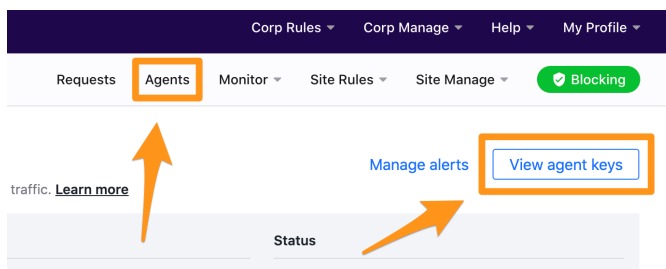 Corp Rules Corp Manage Help My Profile
Requests Agents Monitor Site Rules Site Manage Blocking
Manage alerts View agent keys
traffic. Learn more
Status